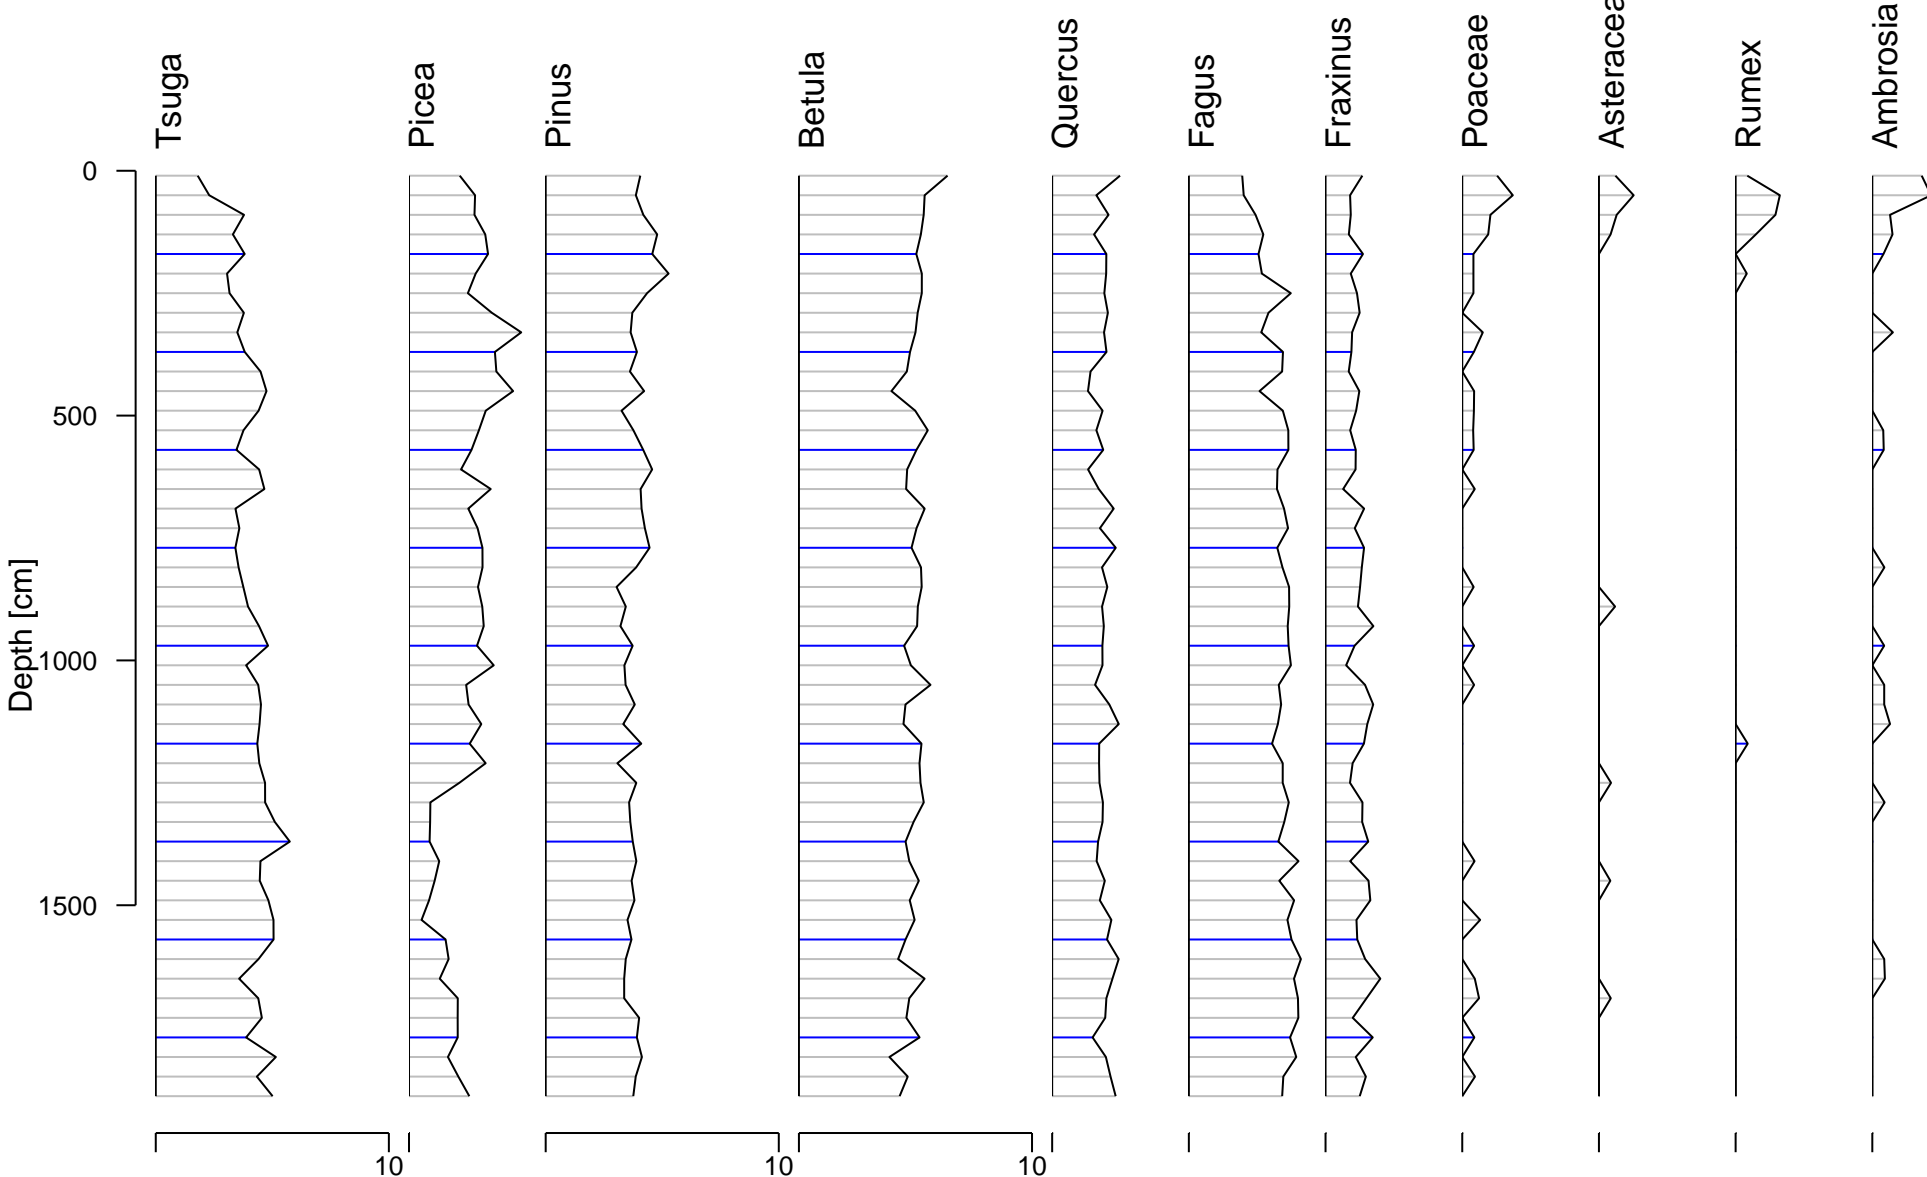 Tsuga
Picea
Pinus
Betula
Quercus
Fagus
Fraxinus
Poaceae
Asteracea
Rumex
Ambrosia
Depth [cm]
0
500
1000
1500
10
10
10